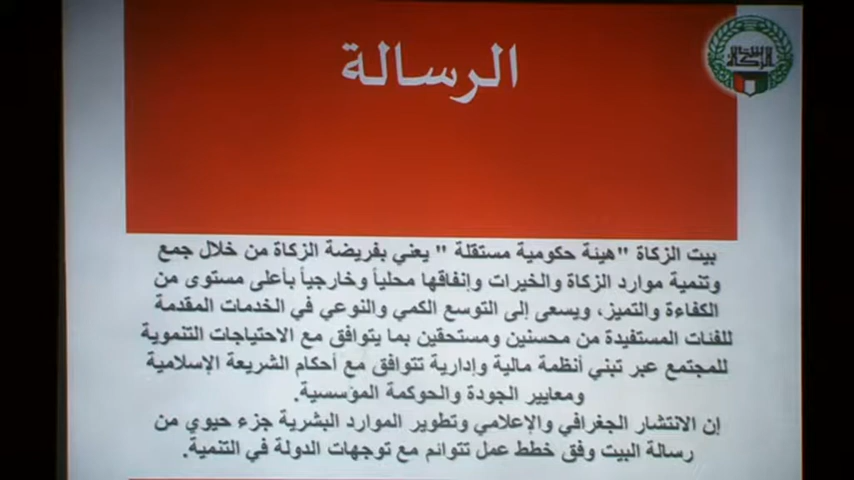 الرسالة
بيت الزكاة
بيت الزكاة "هيئة حكومية مستقلة " يعني بفريضة الزكاة من خلال جمع
وتنمية موارد الزكاة والخيرات وإنفاقها محلياً وخارجياً بأعلى مستوى من
الكفاءة والتميز، ويسعى إلى التوسع الكمي والنوعي في الخدمات المقدمة
للفئات المستفيدة من محسنين ومستحقين بما يتوافق مع الاحتياجات التنموية
للمجتمع عبر تبني أنظمة مالية وإدارية تتوافق مع أحكام الشريعة الإسلامية
ومعايير الجودة والحوكمة المؤسسية.
إن الانتشار الجغرافي والإعلامي وتطوير الموارد البشرية جزء حيوي من
رسالة البيت وفق خطط عمل تتوائم مع توجهات الدولة في التنمية.